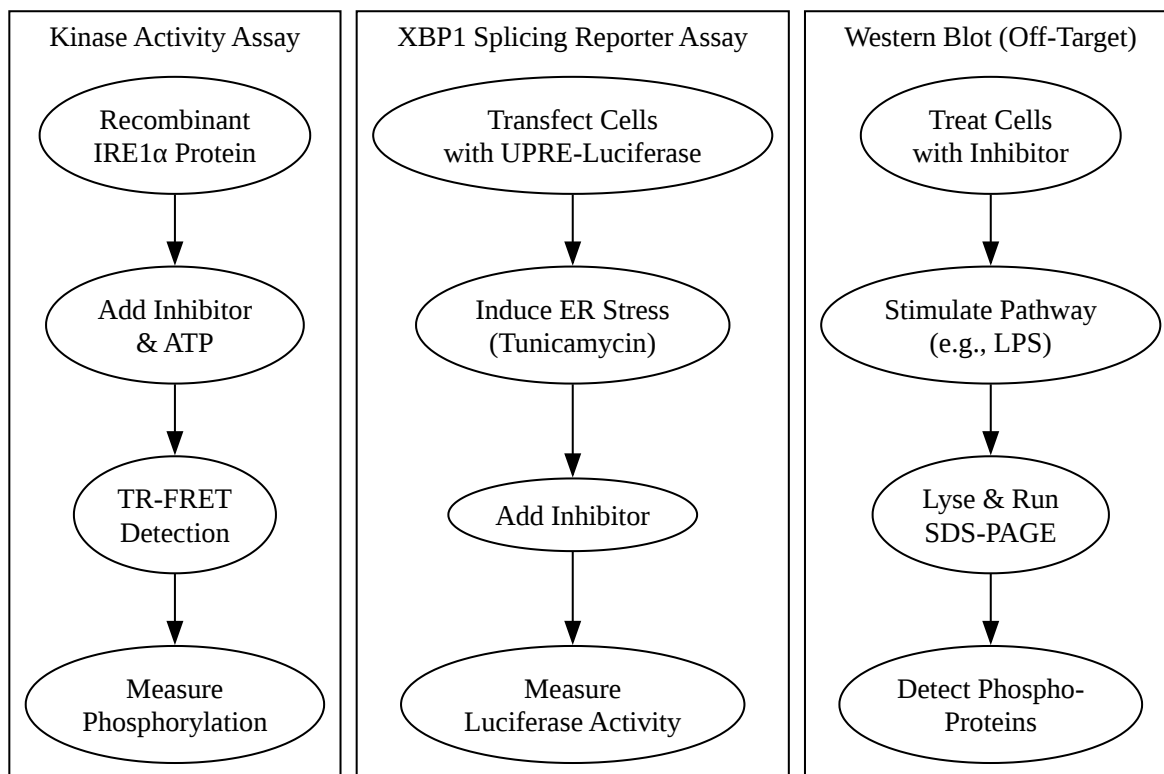 Kinase Activity Assay
Recombinant
IRE1α Protein
Add Inhibitor
& ATP
TR-FRET
Detection
Measure
Phosphorylation
XBP1 Splicing Reporter Assay
Transfect Cells
with UPRE-Luciferase
Induce ER Stress
(Tunicamycin)
Add Inhibitor
Measure
Luciferase Activity
Western Blot (Off-Target)
Treat Cells
with Inhibitor
Stimulate Pathway
(e.g., LPS)
Lyse & Run
SDS-PAGE
Detect Phospho-
Proteins